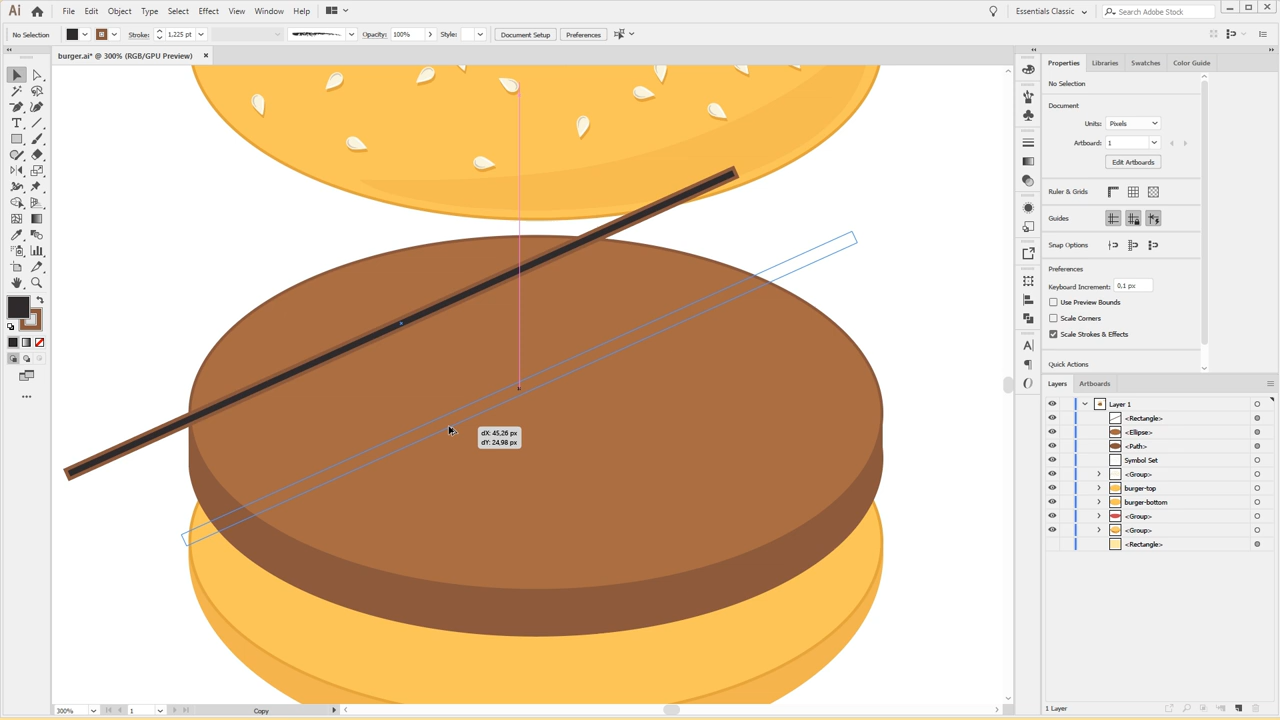 Ai File Edit Object Type Select Effect View Window Help Essentials Classic Search Adobe Stock
No Selection Stroke: 1,225 pt Opacity: 100% Style: Document Setup Preferences
burger.ai* @ 300% (RGB/GPU Preview)
Properties Libraries Swatches Color Guide
No Selection
Document
Units: Pixels
Artboard: 1
Edit Artboards
Ruler & Grids
Guides
Snap Options
Preferences
Keyboard Increment: 0,1 px
Use Preview Bounds
Scale Corners
Scale Strokes & Effects
Quick Actions
Layers Artboards
Layer 1
<Rectangle>
<Ellipse>
<Path>
Symbol Set
<Group>
burger-top
burger-bottom
<Group>
<Group>
<Rectangle>
dX: 45,26 px
dY: 24,98 px
300% 1 Copy
1 Layer